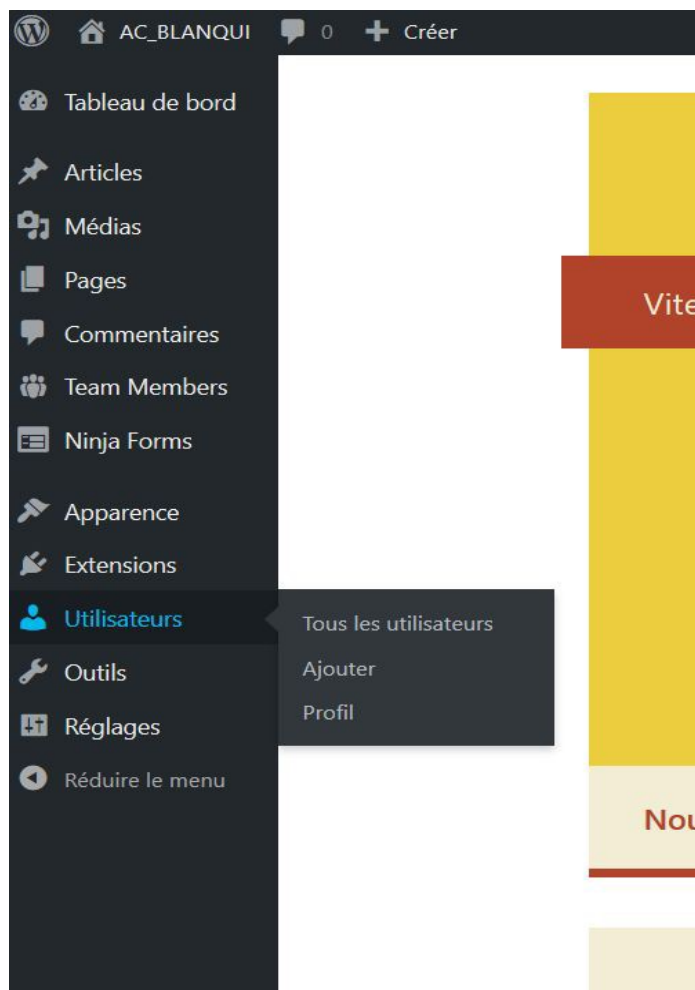 AC_BLANQUI 0 Créer
Tableau de bord
Articles
Médias
Pages
Vite
Commentaires
Team Members
Ninja Forms
Apparence
Extensions
Utilisateurs
Tous les utilisateurs
Ajouter
Profil
Outils
Réglages
Réduire le menu
Nou